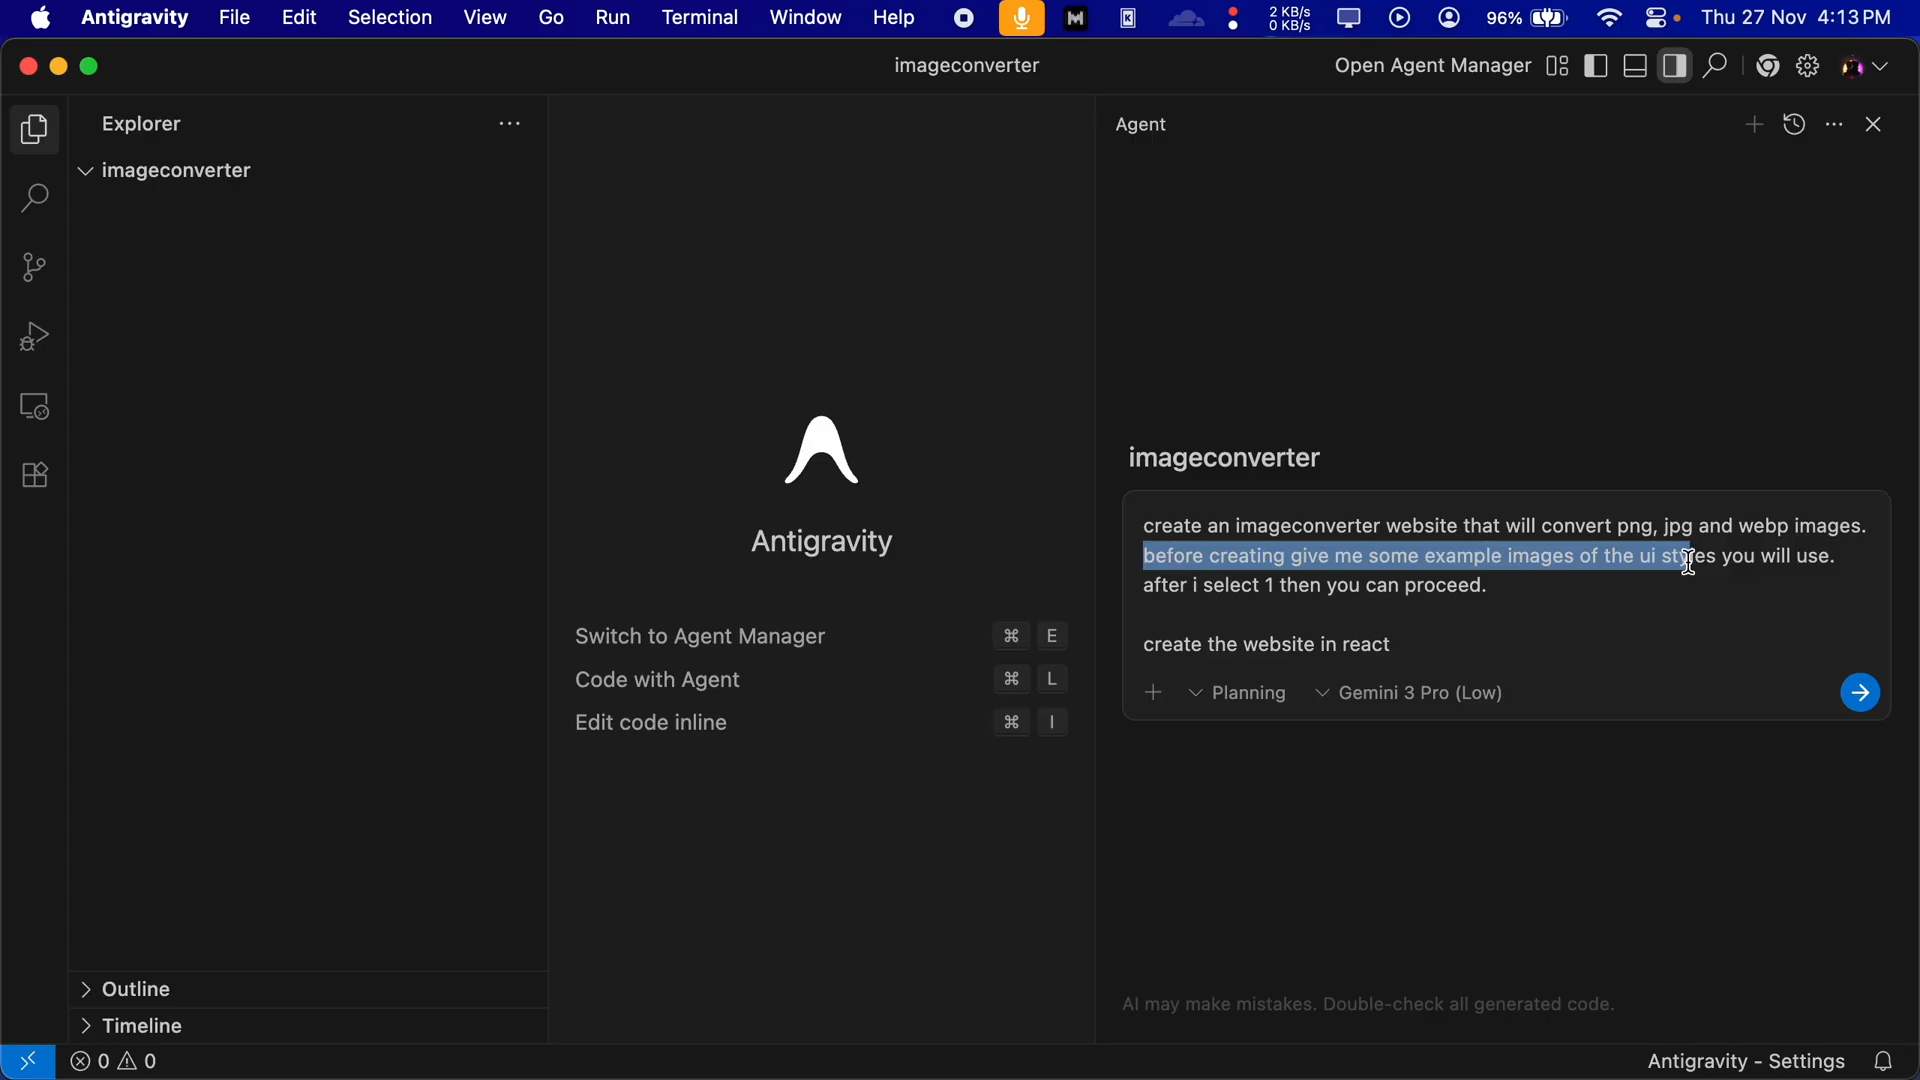 Antigravity File Edit Selection View Go Run Terminal Window Help 2 KB/s 0 KB/s 96% Thu 27 Nov 4:13 PM
imageconverter Open Agent Manager
Explorer
Agent
imageconverter
Antigravity
Switch to Agent Manager ⌘ E
Code with Agent ⌘ L
Edit code inline ⌘ I
imageconverter
create an imageconverter website that will convert png, jpg and webp images.
before creating give me some example images of the ui styles you will use.
after i select 1 then you can proceed.
create the website in react
Planning Gemini 3 Pro (Low)
AI may make mistakes. Double-check all generated code.
Outline
Timeline
0 0 Antigravity - Settings